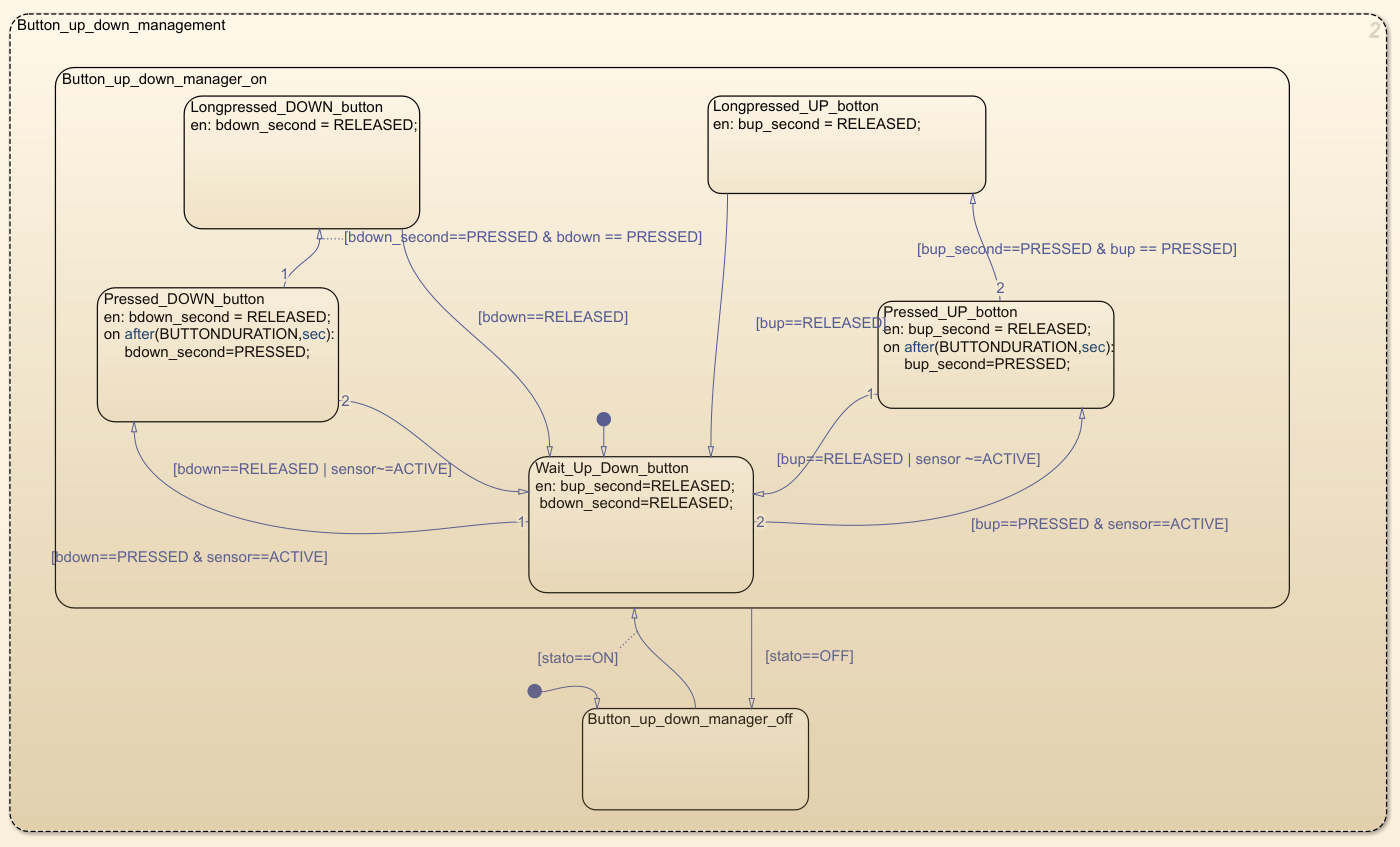 Button_up_down_management
2
Button_up_down_manager_on
Longpressed_DOWN_button
en: bdown_second = RELEASED;
Longpressed_UP_botton
en: bup_second = RELEASED;
[bdown_second==PRESSED & bdown == PRESSED]
[bup_second==PRESSED & bup == PRESSED]
1
2
Pressed_DOWN_button
en: bdown_second = RELEASED;
on after(BUTTONDURATION,sec):
bdown_second=PRESSED;
[bdown==RELEASED]
[bup==RELEASED]
Pressed_UP_botton
en: bup_second = RELEASED;
on after(BUTTONDURATION,sec):
bup_second=PRESSED;
2
1
[bdown==RELEASED | sensor~=ACTIVE]
Wait_Up_Down_button
en: bup_second=RELEASED;
bdown_second=RELEASED;
[bup==RELEASED | sensor ~=ACTIVE]
1
2
[bup==PRESSED & sensor==ACTIVE]
[bdown==PRESSED & sensor==ACTIVE]
[stato==ON]
[stato==OFF]
Button_up_down_manager_off